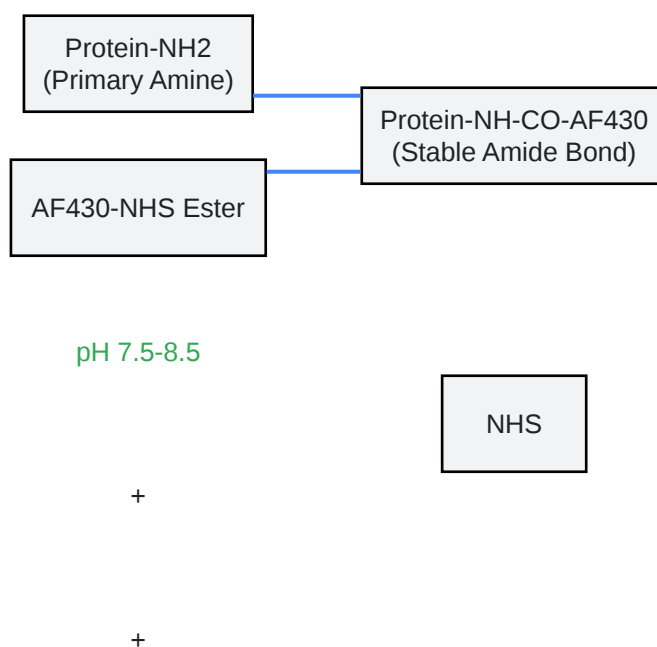 Protein-NH2
(Primary Amine)
Protein-NH-CO-AF430
(Stable Amide Bond)
AF430-NHS Ester
pH 7.5-8.5
NHS
+
+